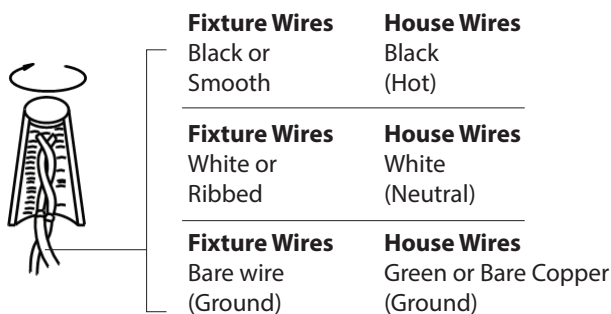 Fixture Wires House Wires
Black or Black
Smooth (Hot)
Fixture Wires House Wires
White or White
Ribbed (Neutral)
Fixture Wires House Wires
Bare wire Green or Bare Copper
(Ground) (Ground)